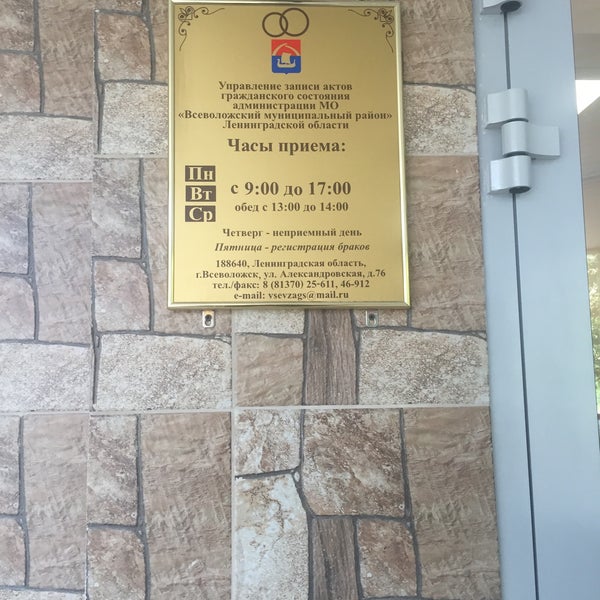 Управление записи актов
гражданского состояния
администрации МО
«Всеволожский муниципальный район»
Ленинградской области
Часы приема:
Пн
Вт
Ср
с 9:00 до 17:00
обед с 13:00 до 14:00
Четверг - неприемный день
Пятница - регистрация браков
188640, Ленинградская область,
г.Всеволожск, ул. Александровская, д.76
тел./факс: 8 (81370) 25-611, 46-912
e-mail: vsevzags@mail.ru